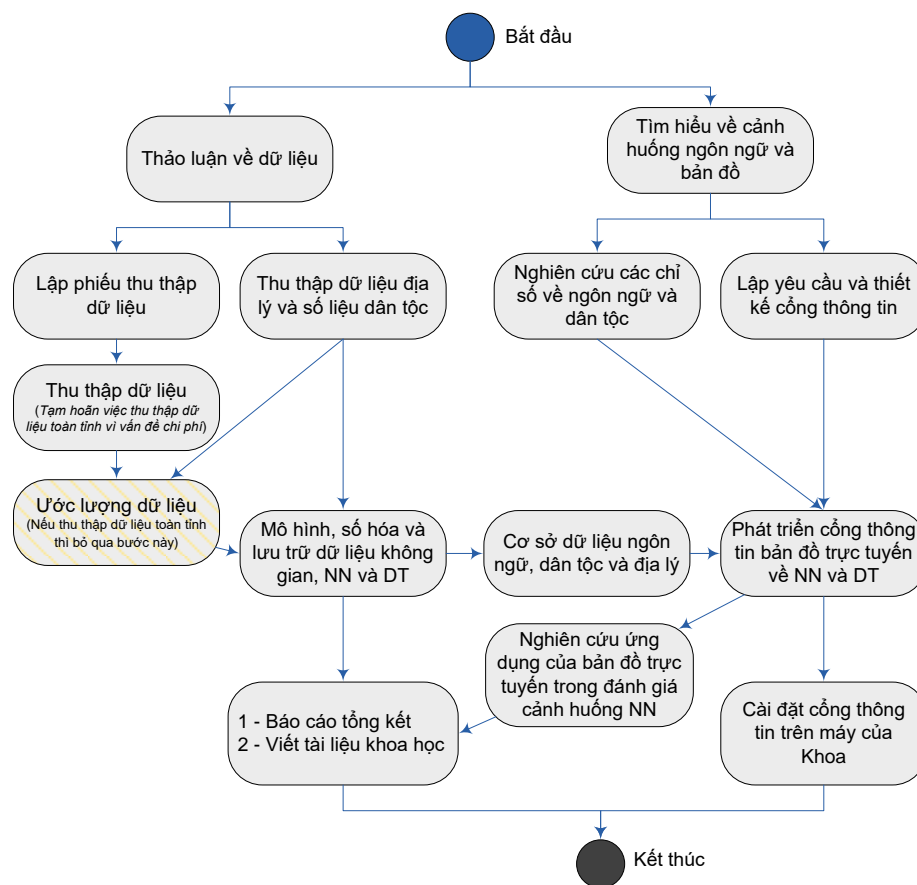 Bắt đầu
Thảo luận về dữ liệu
Tìm hiểu về cảnh
huống ngôn ngữ và
bản đồ
Lập phiếu thu thập
dữ liệu
Thu thập dữ liệu địa
lý và số liệu dân tộc
Nghiên cứu các chỉ
số về ngôn ngữ và
dân tộc
Lập yêu cầu và thiết
kế cổng thông tin
Thu thập dữ liệu
(Tạm hoãn việc thu thập dữ
liệu toàn tỉnh vì vấn đề chi phí)
Ước lượng dữ liệu
(Nếu thu thập dữ liệu toàn tỉnh
thì bỏ qua bước này)
Mô hình, số hóa và
lưu trữ dữ liệu không
gian, NN và DT
Cơ sở dữ liệu ngôn
ngữ, dân tộc và địa lý
Phát triển cổng thông
tin bản đồ trực tuyến
về NN và DT
Nghiên cứu ứng
dụng của bản đồ trực
tuyến trong đánh giá
cảnh huống NN
1 - Báo cáo tổng kết
2 - Viết tài liệu khoa học
Cài đặt cổng thông
tin trên máy của
Khoa
Kết thúc